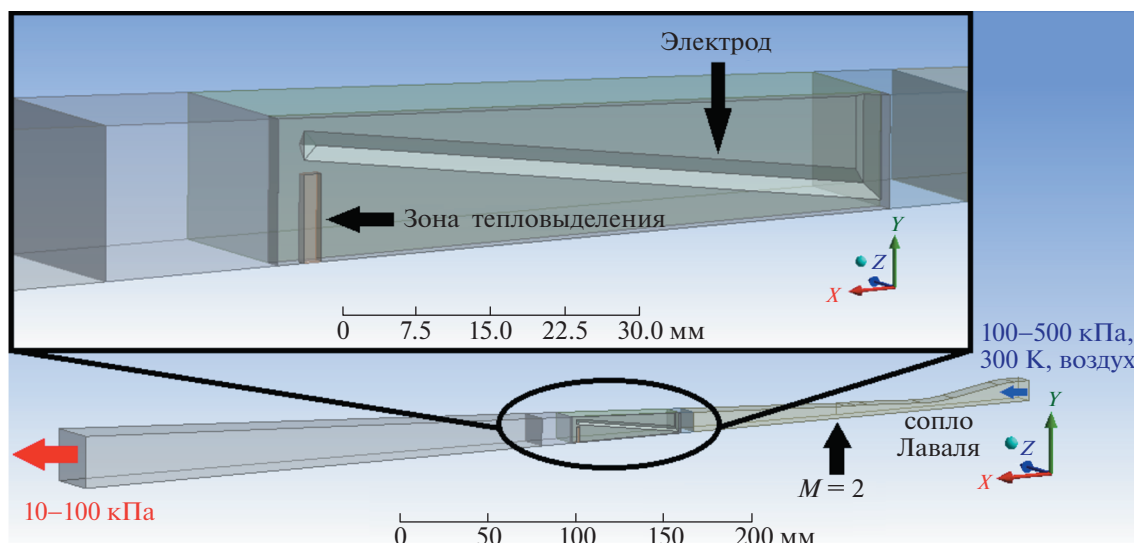 Электрод
Зона тепловыделения
Y
Z
X
0 7.5 15.0 22.5 30.0 мм
100–500 кПа,
300 К, воздух
сопло
Лаваля
Y
Z
X
M = 2
10–100 кПа
0 50 100 150 200 мм